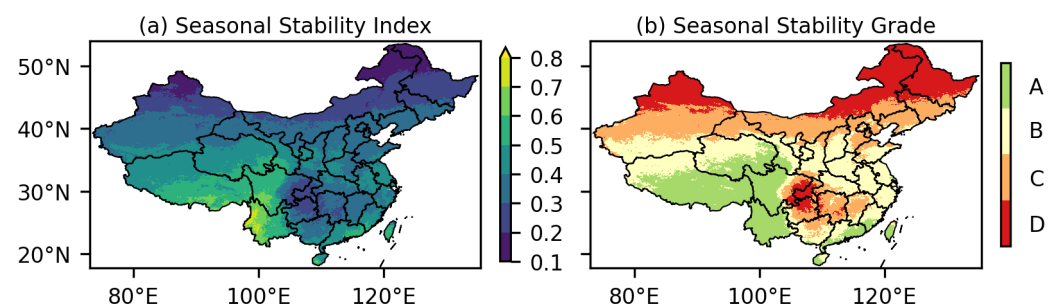 (a) Seasonal Stability Index
(b) Seasonal Stability Grade
50°N
40°N
30°N
20°N
80°E
100°E
120°E
0.8
0.7
0.6
0.5
0.4
0.3
0.2
0.1
80°E
100°E
120°E
A
B
C
D